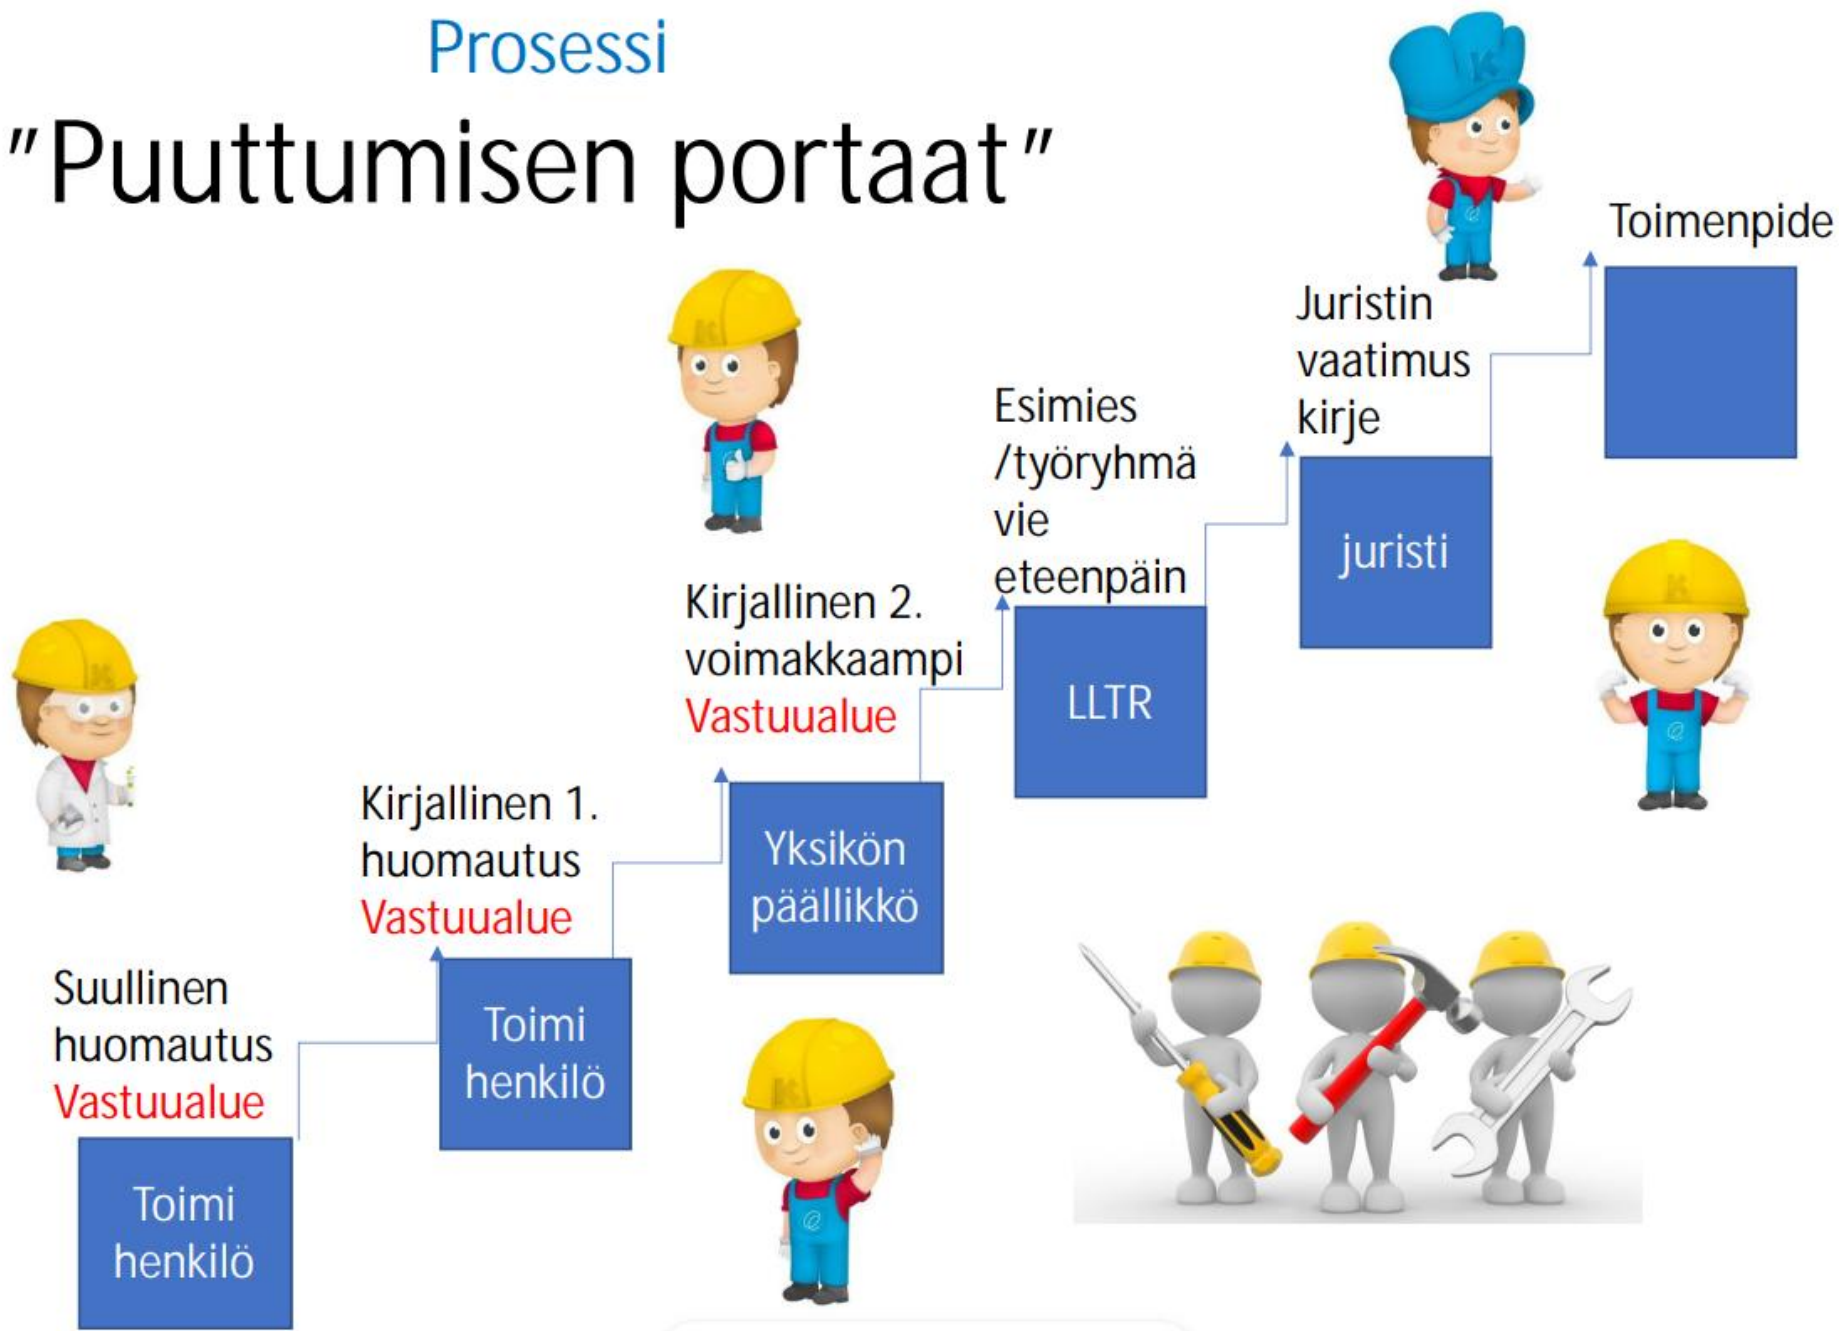 Prosessi
"Puuttumisen portaat"
Suullinen
huomautus
Vastuualue
Toimi
henkilö
Kirjallinen 1.
huomautus
Vastuualue
Toimi
henkilö
Kirjallinen 2.
voimakkaampi
Vastuualue
Yksikön
päällikkö
Esimies
/työryhmä
vie
eteenpäin
LLTR
Juristin
vaatimus
kirje
juristi
Toimenpide